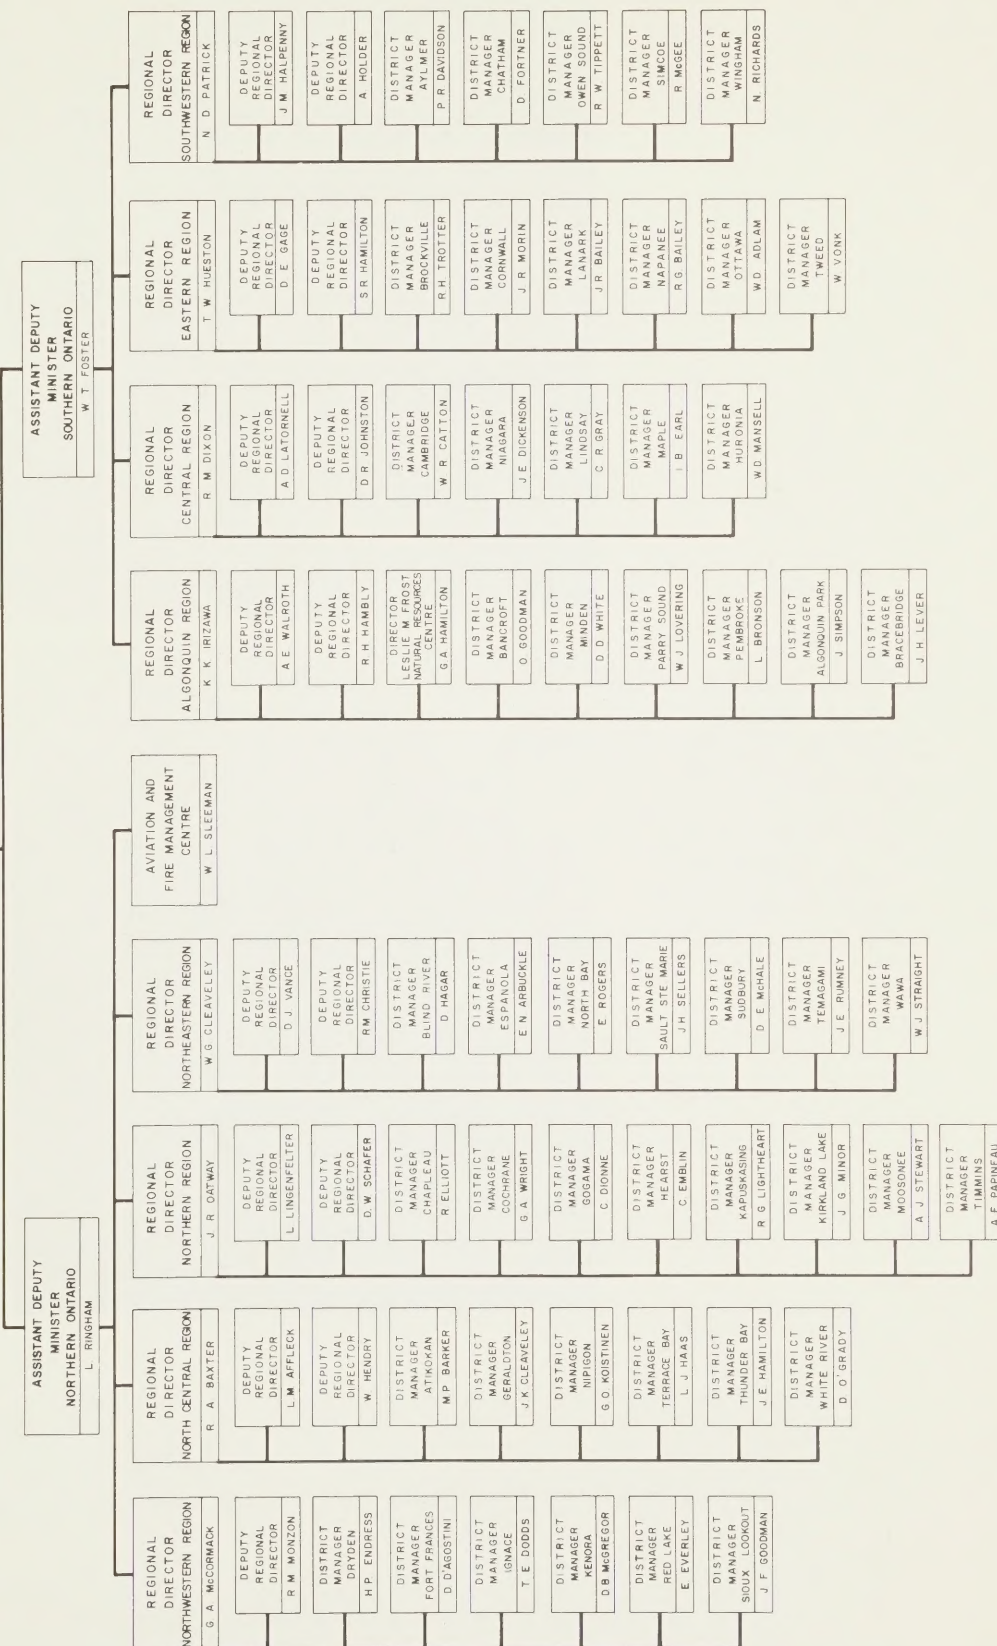 ASSISTANT DEPUTY
MINISTER
NORTHERN ONTARIO
L RINGHAM
REGIONAL
DIRECTOR
NORTHWESTERN REGION
G A McCORMACK
DEPUTY
REGIONAL
DIRECTOR
R M MONZON
DISTRICT
MANAGER
DRYDEN
H P ENDRESS
DISTRICT
MANAGER
FORT FRANCES
D D'AGOSTINI
DISTRICT
MANAGER
IGNACE
T E DODDS
DISTRICT
MANAGER
KENORA
D B McGREGOR
DISTRICT
MANAGER
RED LAKE
E EVERLEY
DISTRICT
MANAGER
SIOUX LOOKOUT
J F GOODMAN
REGIONAL
DIRECTOR
NORTH CENTRAL REGION
R A BAXTER
DEPUTY
REGIONAL
DIRECTOR
L M AFFLECK
DEPUTY
REGIONAL
DIRECTOR
W HENDRY
DISTRICT
MANAGER
ATIKOKAN
M P BARKER
DISTRICT
MANAGER
GERALDTON
J K CLEAVELEY
DISTRICT
MANAGER
NIPIGON
G O KOISTINEN
DISTRICT
MANAGER
TERRACE BAY
L J HAAS
DISTRICT
MANAGER
THUNDER BAY
J E HAMILTON
DISTRICT
MANAGER
WHITE RIVER
D O'GRADY
REGIONAL
DIRECTOR
NORTHERN REGION
J R OATWAY
DEPUTY
REGIONAL
DIRECTOR
L LINGENFELTER
DEPUTY
REGIONAL
DIRECTOR
D. W SCHAFER
DISTRICT
MANAGER
CHAPLEAU
R ELLIOTT
DISTRICT
MANAGER
COCHRANE
G A WRIGHT
DISTRICT
MANAGER
GOGAMA
C DIONNE
DISTRICT
MANAGER
HEARST
C EMBLIN
DISTRICT
MANAGER
KAPUSKASING
R G LIGHTHEART
DISTRICT
MANAGER
KIRKLAND LAKE
J G MINOR
DISTRICT
MANAGER
MOOSONEE
A J STEWART
DISTRICT
MANAGER
TIMMINS
A F PAPINEAU
REGIONAL
DIRECTOR
NORTHEASTERN REGION
W G CLEAVELEY
DEPUTY
REGIONAL
DIRECTOR
D J VANCE
DEPUTY
REGIONAL
DIRECTOR
RM CHRISTIE
DISTRICT
MANAGER
BLIND RIVER
D HAGAR
DISTRICT
MANAGER
ESPANOLA
E N ARBUCKLE
DISTRICT
MANAGER
NORTH BAY
E ROGERS
DISTRICT
MANAGER
SAULT STE MARIE
J H SELLERS
DISTRICT
MANAGER
SUDBURY
D E McHALE
DISTRICT
MANAGER
TEMAGAMI
J E RUMNEY
DISTRICT
MANAGER
WAWA
W J STRAIGHT
AVIATION AND
FIRE MANAGEMENT
CENTRE
W L SLEEMAN
ASSISTANT DEPUTY
MINISTER
SOUTHERN ONTARIO
W T FOSTER
REGIONAL
DIRECTOR
ALGONQUIN REGION
K K IRIZAWA
DEPUTY
REGIONAL
DIRECTOR
A E WALROTH
DEPUTY
REGIONAL
DIRECTOR
R H HAMBLY
DIRECTOR
LESLIE M FROST
NATURAL RESOURCES
CENTRE
G A HAMILTON
DISTRICT
MANAGER
BANCROFT
O GOODMAN
DISTRICT
MANAGER
MINDEN
D D WHITE
DISTRICT
MANAGER
PARRY SOUND
W J LOVERING
DISTRICT
MANAGER
PEMBROKE
L BRONSON
DISTRICT
MANAGER
ALGONQUIN PARK
J SIMPSON
DISTRICT
MANAGER
BRACEBRIDGE
J H LEVER
REGIONAL
DIRECTOR
CENTRAL REGION
R M DIXON
DEPUTY
REGIONAL
DIRECTOR
A D LATORNELL
DEPUTY
REGIONAL
DIRECTOR
D R JOHNSTON
DISTRICT
MANAGER
CAMBRIDGE
W R CATTON
DISTRICT
MANAGER
NIAGARA
J E DICKENSON
DISTRICT
MANAGER
LINDSAY
C R GRAY
DISTRICT
MANAGER
MAPLE
I B EARL
DISTRICT
MANAGER
HURONIA
W D MANSELL
REGIONAL
DIRECTOR
EASTERN REGION
T W HUESTON
DEPUTY
REGIONAL
DIRECTOR
D E GAGE
DEPUTY
REGIONAL
DIRECTOR
S R HAMILTON
DISTRICT
MANAGER
BROCKVILLE
R H TROTTER
DISTRICT
MANAGER
CORNWALL
J R MORIN
DISTRICT
MANAGER
LANARK
J R BAILEY
DISTRICT
MANAGER
NAPANEE
R G BAILEY
DISTRICT
MANAGER
OTTAWA
W D ADLAM
DISTRICT
MANAGER
TWEED
W VONK
REGIONAL
DIRECTOR
SOUTHWESTERN REGION
N D PATRICK
DEPUTY
REGIONAL
DIRECTOR
J M HALPENNY
DEPUTY
REGIONAL
DIRECTOR
A HOLDER
DISTRICT
MANAGER
AYLMER
P R DAVIDSON
DISTRICT
MANAGER
CHATHAM
D FORTNER
DISTRICT
MANAGER
OWEN SOUND
R W TIPPETT
DISTRICT
MANAGER
SIMCOE
R McGEE
DISTRICT
MANAGER
WINGHAM
N. RICHARDS